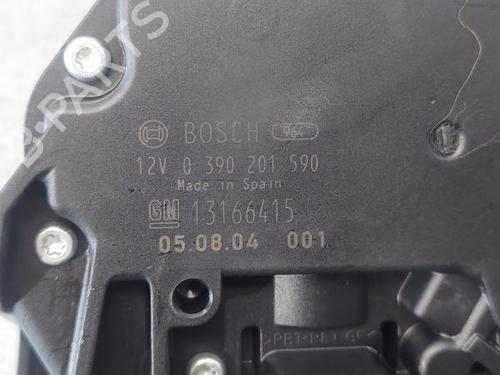 B-PARTS
BOSCH 964
12V 0 390 201 590
Made in Spain
GM 13166415
05.08.04 001